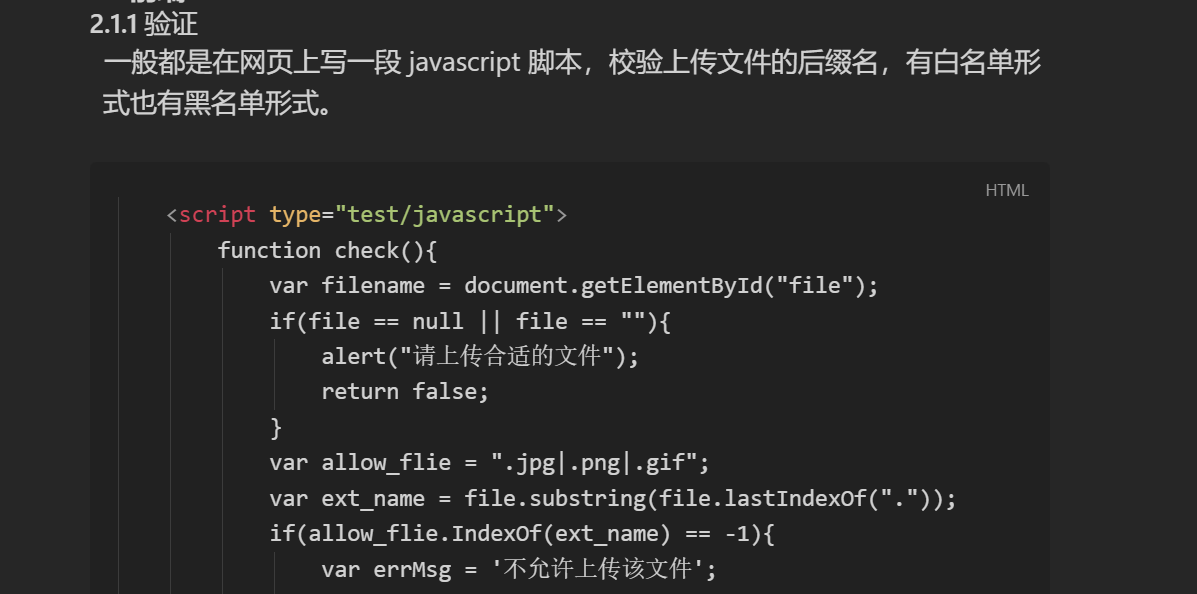 2.1.1 验证
一般都是在网页上写一段 javascript 脚本，校验上传文件的后缀名，有白名单形
式也有黑名单形式。
HTML
<script type="test/javascript">
function check(){
var filename = document.getElementById("file");
if(file == null || file == ""){
alert("请上传合适的文件");
return false;
}
var allow_flie = ".jpg|.png|.gif";
var ext_name = file.substring(file.lastIndexOf("."));
if(allow_flie.IndexOf(ext_name) == -1){
var errMsg = '不允许上传该文件';